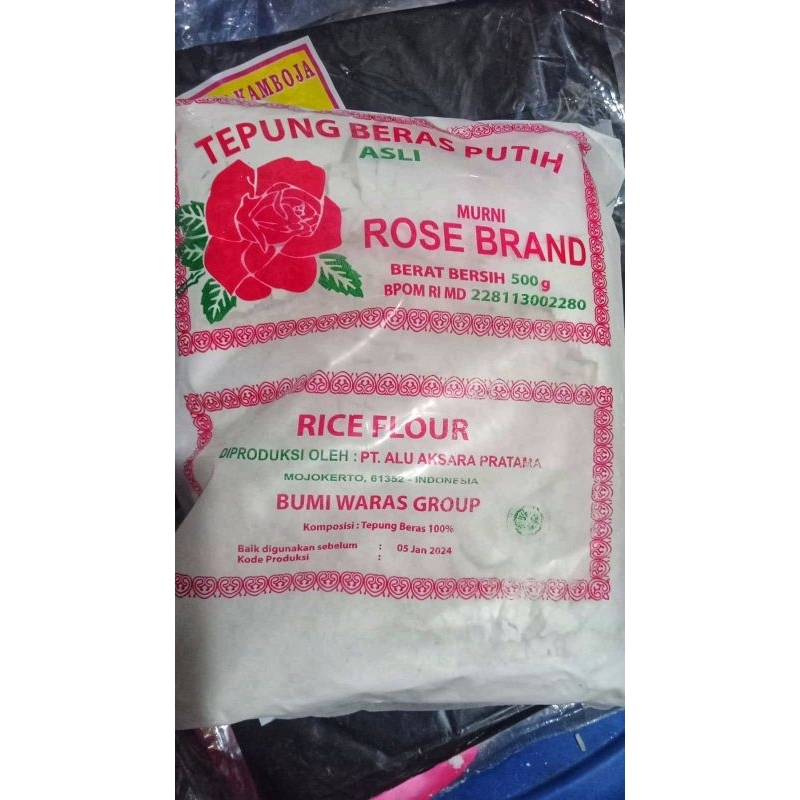 KAMBOJA
TEPUNG BERAS PUTIH
ASLI
MURNI
ROSE BRAND
BERAT BERSIH 500 g
BPOM RI MD 228113002280
RICE FLOUR
DIPRODUKSI OLEH : PT. ALU AKSARA PRATAMA
MOJOKERTO, 61352 - INDONESIA
BUMI WARAS GROUP
Komposisi : Tepung Beras 100%
Baik digunakan sebelum : 05 Jan 2024
Kode Produksi :